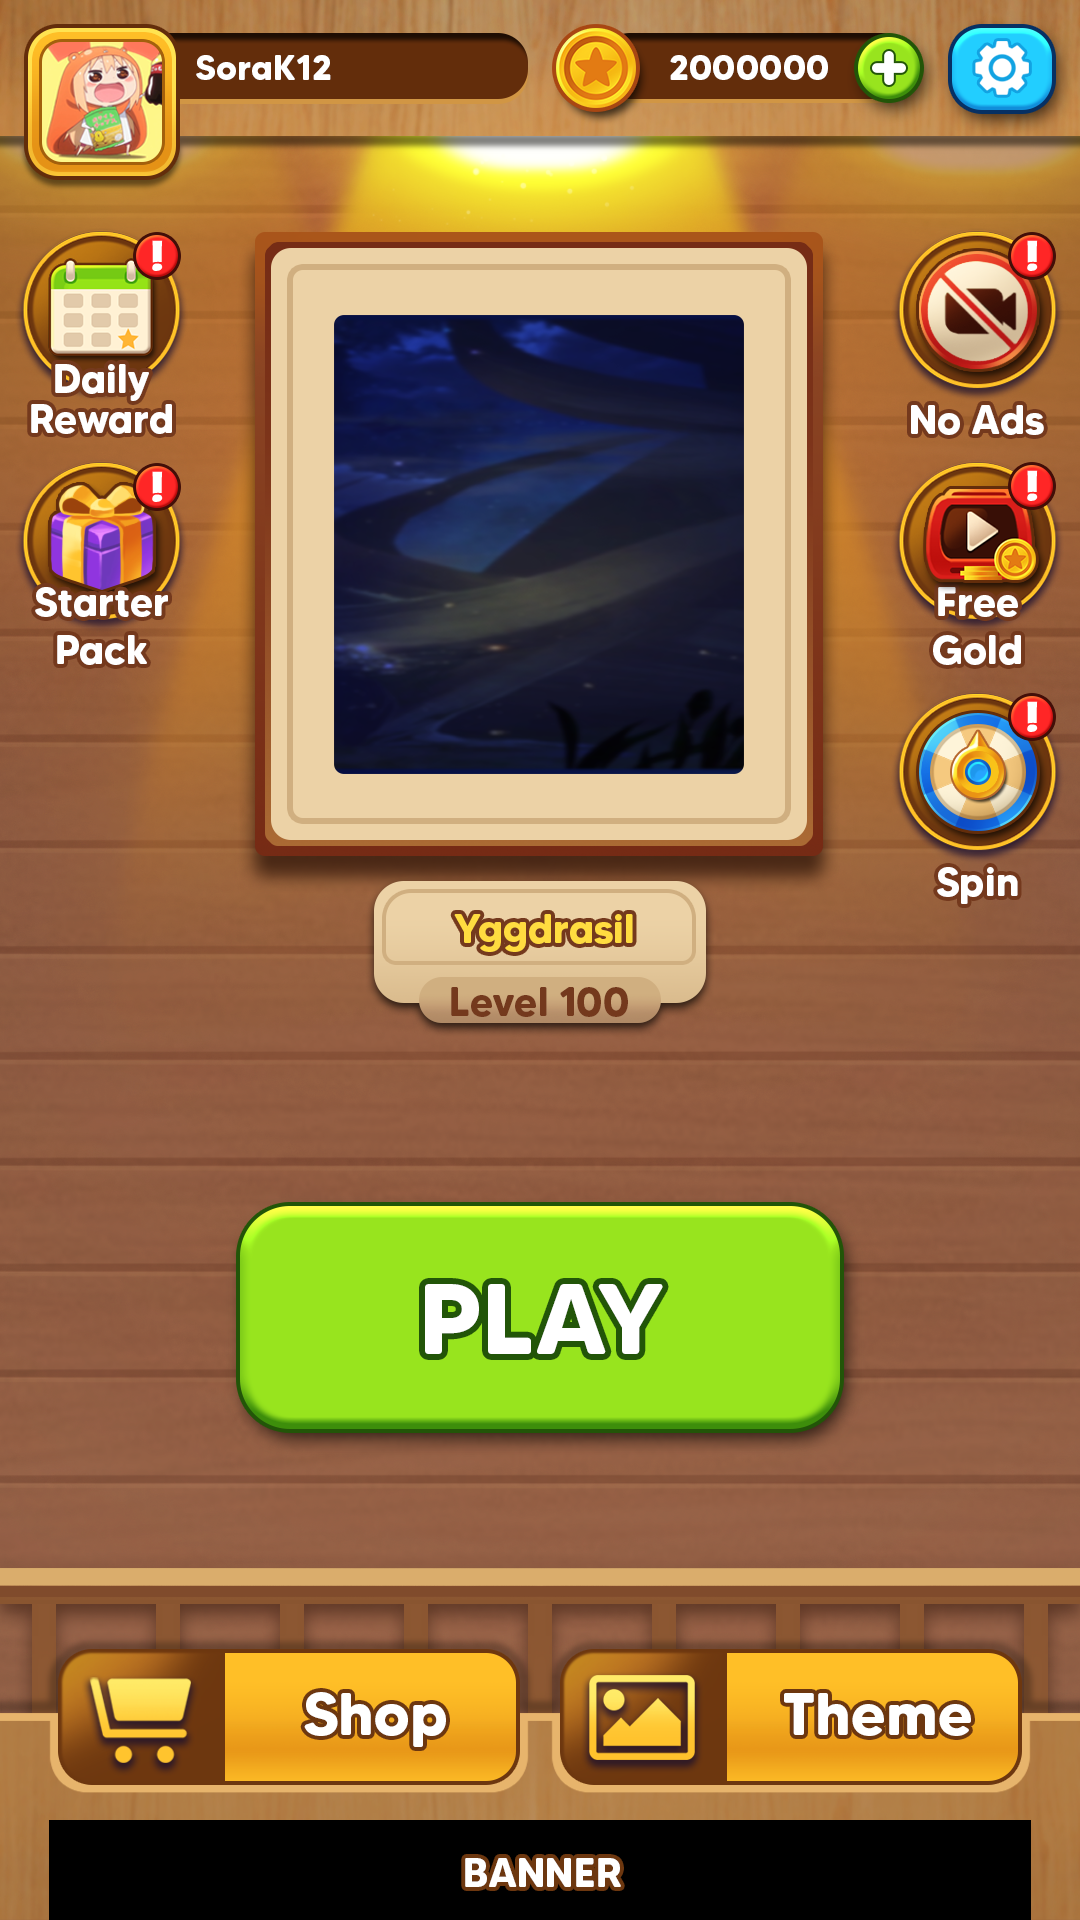 SoraK12
2000000
Daily
Reward
No Ads
Starter
Pack
Free
Gold
Spin
Yggdrasil
Level 100
PLAY
Shop
Theme
BANNER